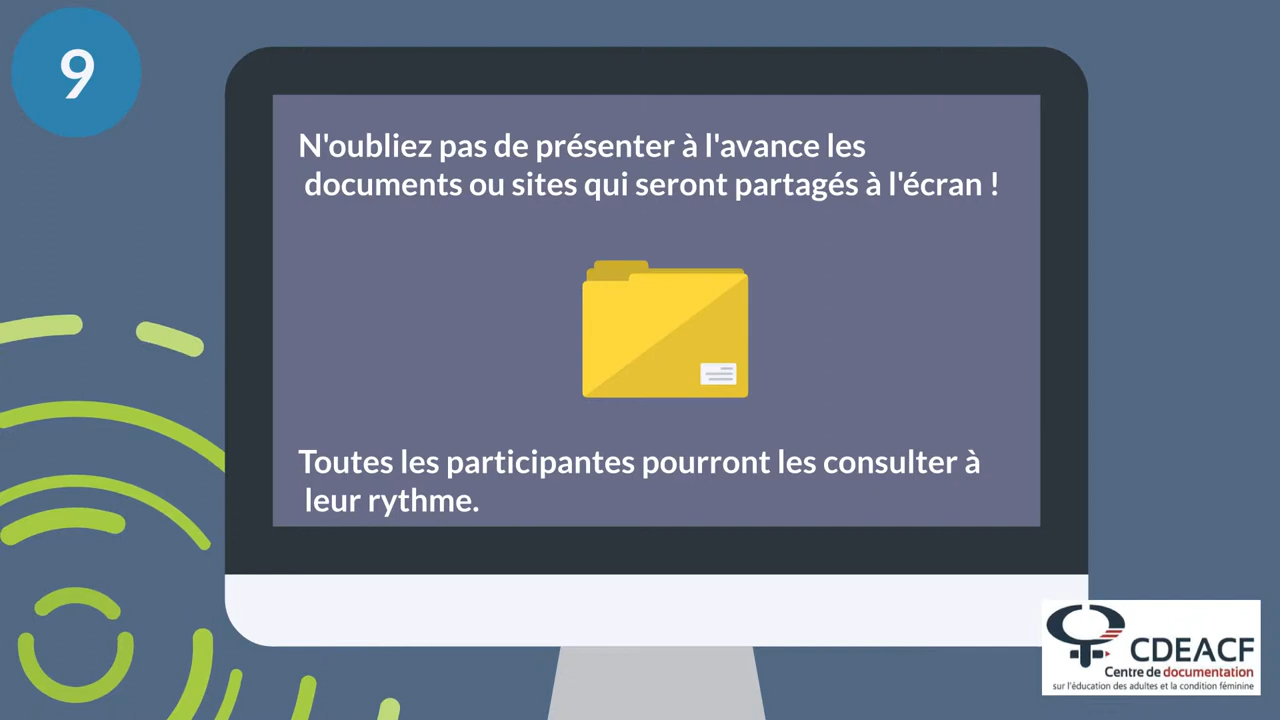 9
N'oubliez pas de présenter à l'avance les
documents ou sites qui seront partagés à l'écran !
Toutes les participantes pourront les consulter à
leur rythme.
CDEACF
Centre de documentation
sur l'éducation des adultes et la condition féminine